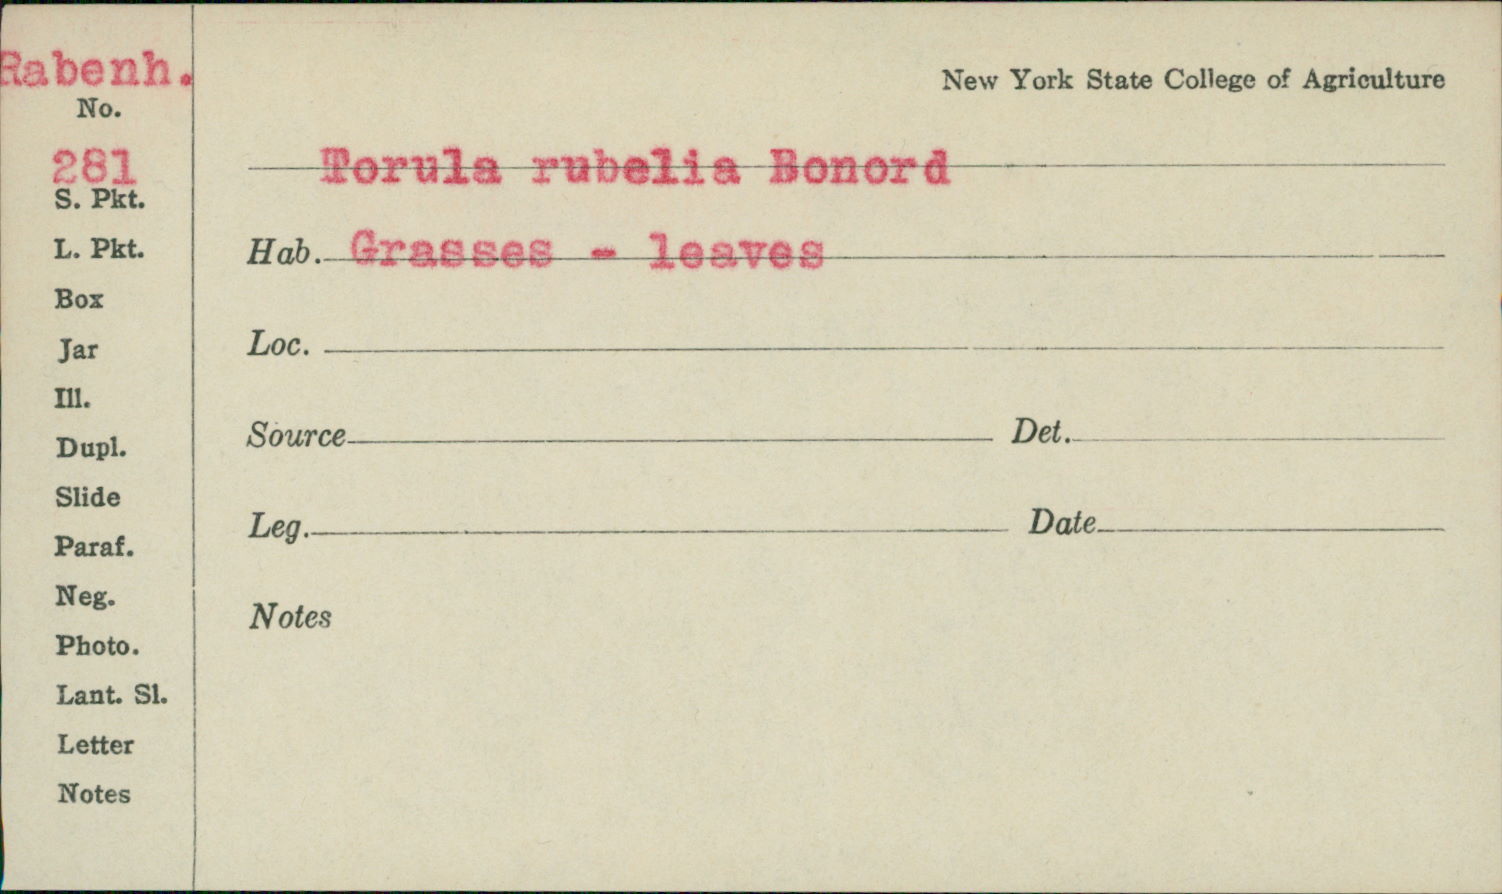 Rabenh.
No.
281
S. Pkt.
L. Pkt.
Box
Jar
Ill.
Dupl.
Slide
Paraf.
Neg.
Photo.
Lant. Sl.
Letter
Notes
New York State College of Agriculture
Torula rubelia Bonord
Hab. Grasses - leaves
Loc.
Source Det.
Leg. Date
Notes